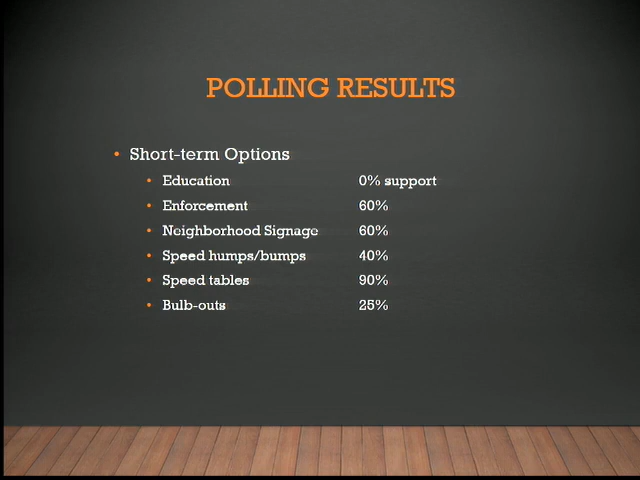 POLLING RESULTS
• Short-term Options
• Education 0% support
• Enforcement 60%
• Neighborhood Signage 60%
• Speed humps/bumps 40%
• Speed tables 90%
• Bulb-outs 25%